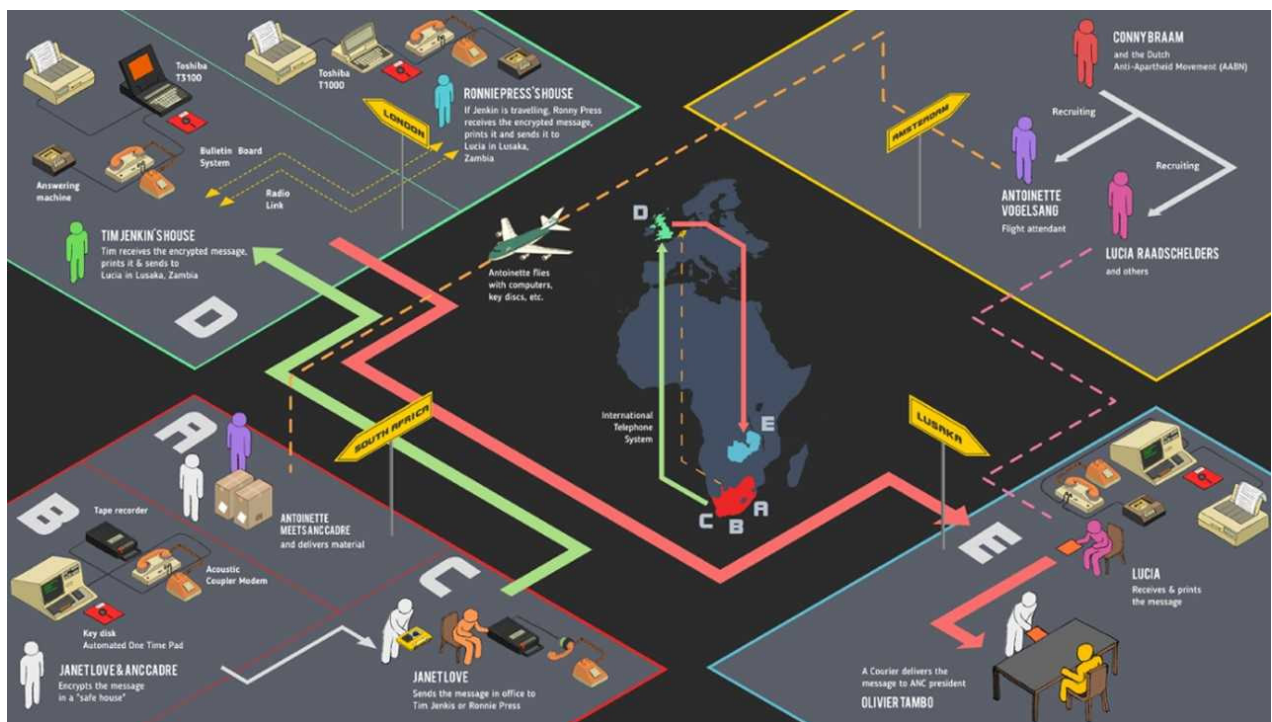 Toshiba
T3100
Bulletin Board
System
Answering
machine
Radio
Link
TIM JENKIN'S HOUSE
Tim receives the encrypted message,
prints it & sends to
Lucia in Lusaka, Zambia
D
Toshiba
T1000
RONNIE PRESS'S HOUSE
If Jenkin is travelling, Ronny Press
receives the encrypted message,
prints it and sends it to
Lucia in Lusaka,
Zambia
LONDON
Antoinette flies
with computers,
key discs, etc.
AMSTERDAM
CONNY BRAAM
and the Dutch
Anti-Apartheid Movement (AABN)
Recruiting
Recruiting
ANTOINETTE
VOGELSANG
Flight attendant
LUCIA RAADSCHELDERS
and others
D
International
Telephone
System
E
C
B
A
SOUTH AFRICA
A
ANTOINETTE
MEETS ANC CADRE
and delivers material
B
Tape recorder
Acoustic
Coupler Modem
Key disk
Automated One Time Pad
JANET LOVE & ANC CADRE
Encrypts the message
in a "safe house"
C
JANET LOVE
Sends the message in office to
Tim Jenkis or Ronnie Press
LUSAKA
E
LUCIA
Receives & prints
the message
A Courier delivers the
message to ANC president
OLIVIER TAMBO